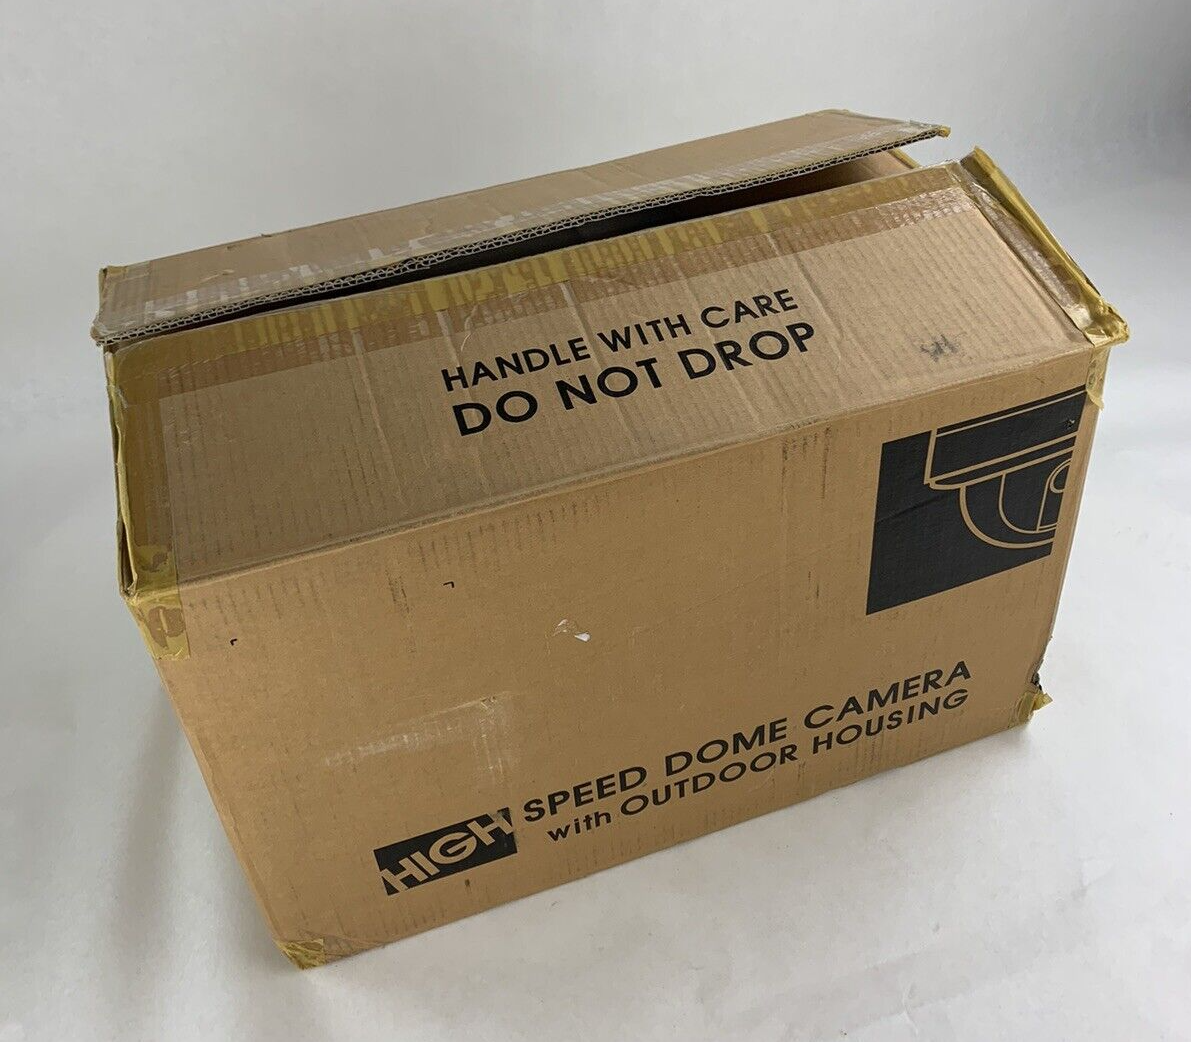 HANDLE WITH CARE
DO NOT DROP
HIGH SPEED DOME CAMERA
with OUTDOOR HOUSING